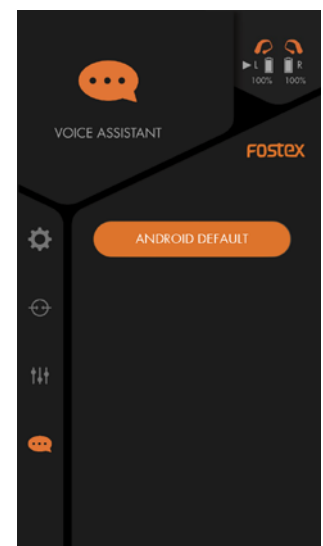 ▶ L R
100% 100%
VOICE ASSISTANT
Fostex
ANDROID DEFAULT